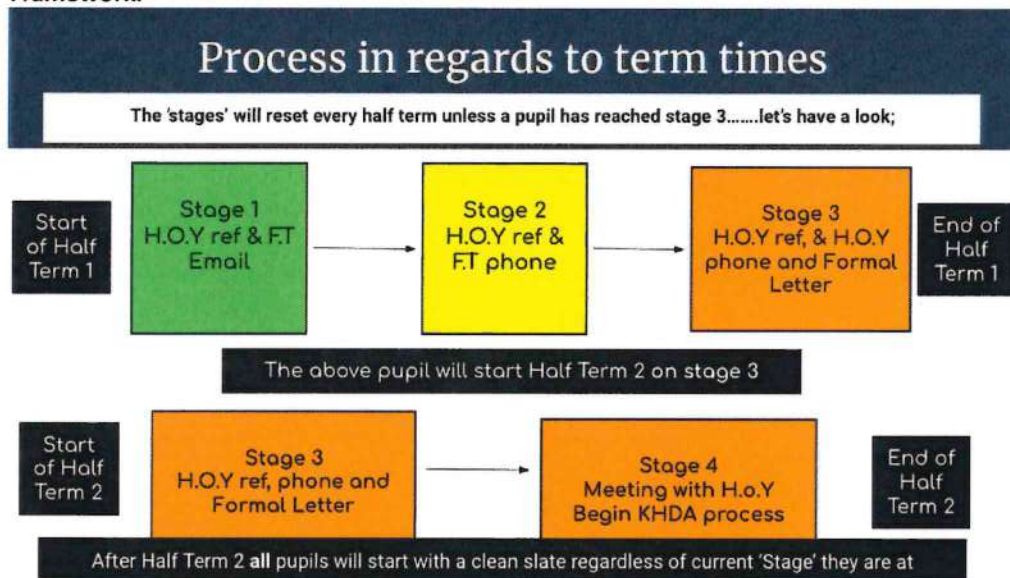 Process in regards to term times
The 'stages' will reset every half term unless a pupil has reached stage 3.......let's have a look;
Start
of Half
Term 1
Stage 1
H.O.Y ref & F.T
Email
Stage 2
H.O.Y ref &
F.T phone
Stage 3
H.O.Y ref, & H.O.Y
phone and Formal
Letter
End of
Half
Term 1
The above pupil will start Half Term 2 on stage 3
Start
of Half
Term 2
Stage 3
H.O.Y ref, phone and
Formal Letter
Stage 4
Meeting with H.o.Y
Begin KHDA process
End of
Half
Term 2
After Half Term 2 all pupils will start with a clean slate regardless of current 'Stage' they are at